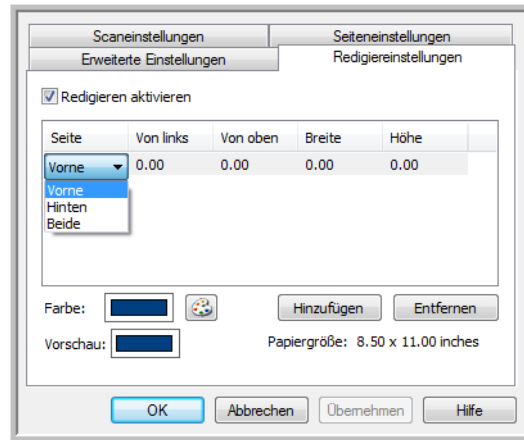 Scaneinstellungen Seiteneinstellungen
Erweiterte Einstellungen Redigiereinstellungen
Redigieren aktivieren
Seite Von links Von oben Breite Höhe
Vorne 0.00 0.00 0.00 0.00
Vorne
Hinten
Beide
Farbe: Hinzufügen Entfernen
Vorschau: Papiergröße: 8.50 x 11.00 inches
OK Abbrechen Übernehmen Hilfe